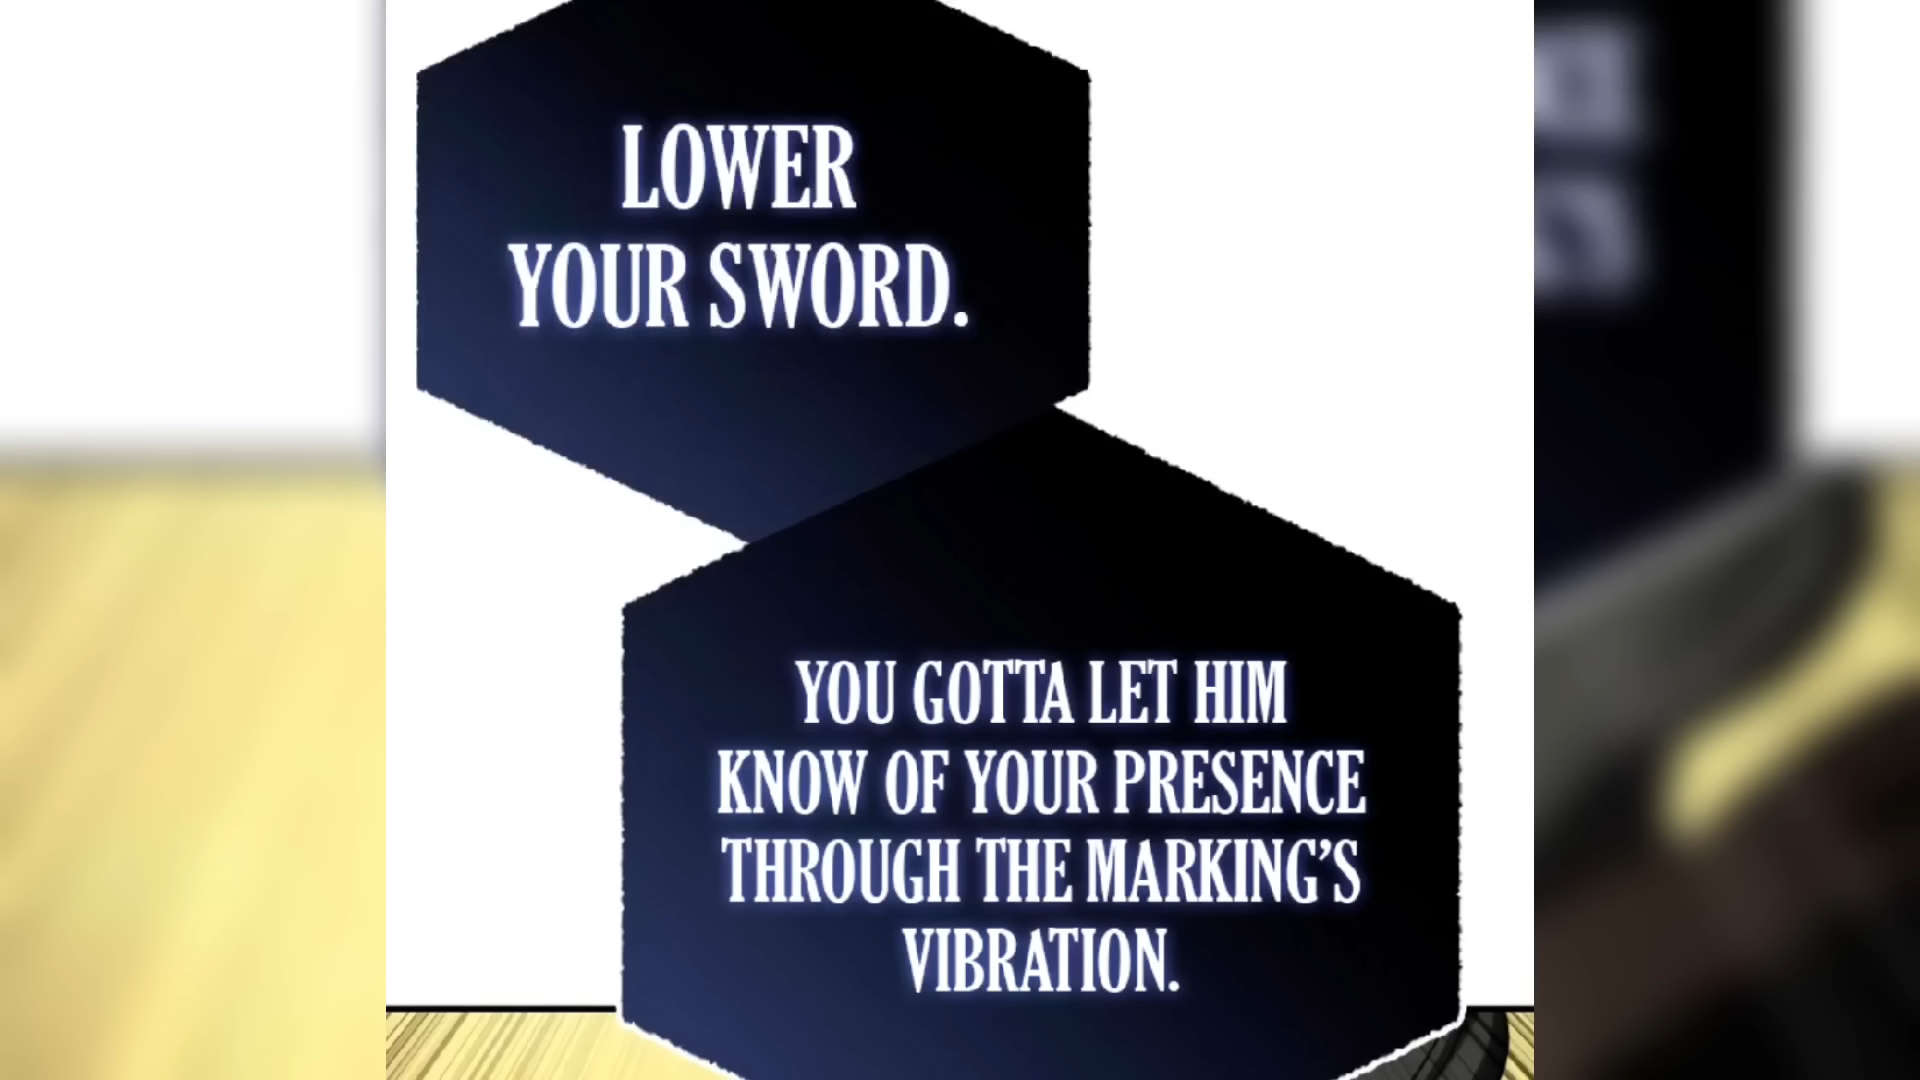 LOWER
YOUR SWORD.
YOU GOTTA LET HIM
KNOW OF YOUR PRESENCE
THROUGH THE MARKING'S
VIBRATION.